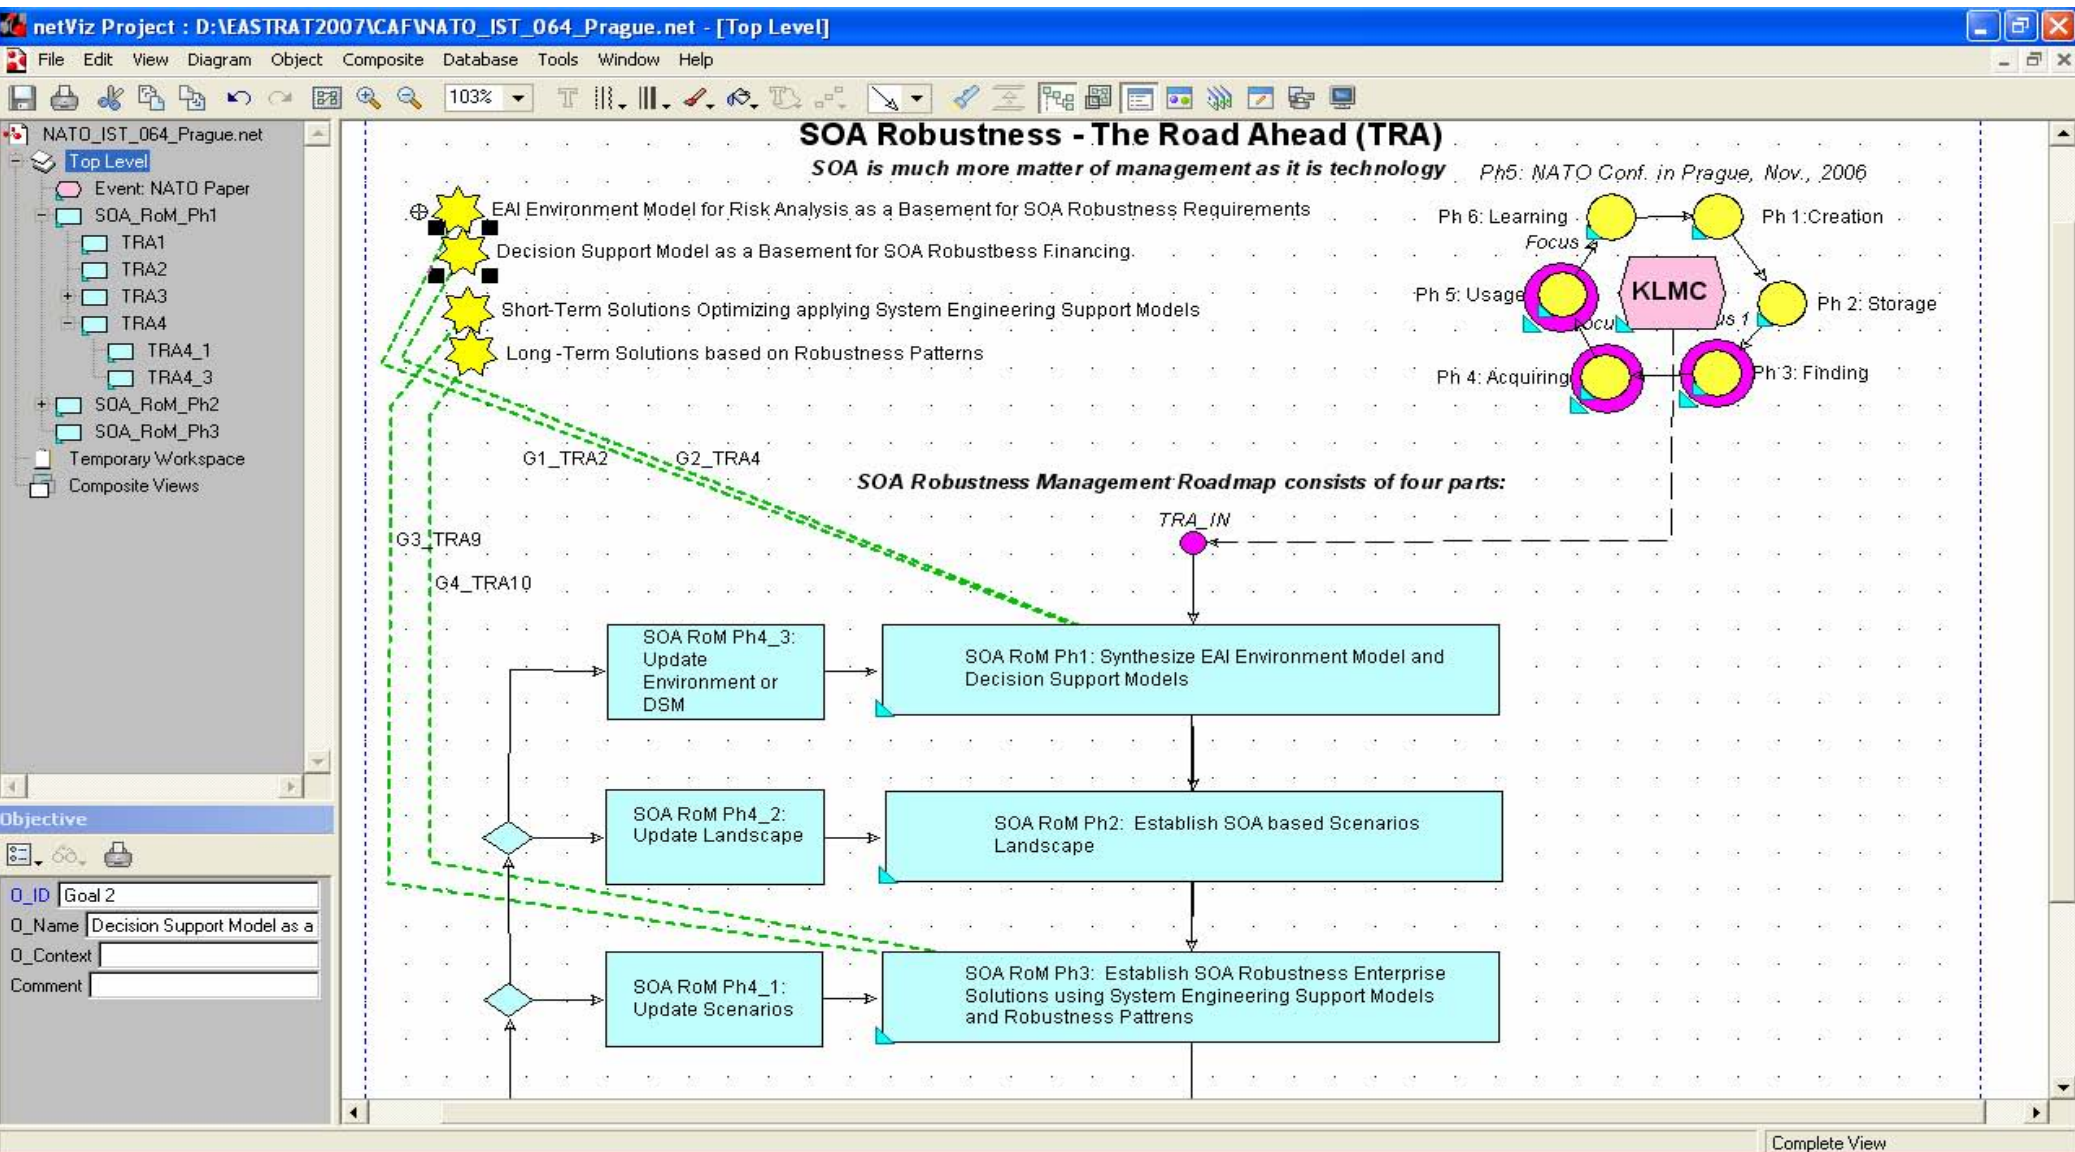 netViz Project : D:\EASTRAT2007\CAF\NATO_IST_064_Prague.net - [Top Level]
File Edit View Diagram Object Composite Database Tools Window Help
103%
NATO_IST_064_Prague.net
Top Level
Event: NATO Paper
SOA_RoM_Ph1
TRA1
TRA2
TRA3
TRA4
TRA4_1
TRA4_3
SOA_RoM_Ph2
SOA_RoM_Ph3
Temporary Workspace
Composite Views
Objective
O_ID Goal 2
O_Name Decision Support Model as a
O_Context
Comment
SOA Robustness - The Road Ahead (TRA)
SOA is much more matter of management as it is technology
Ph5: NATO Conf. in Prague, Nov., 2006
EAI Environment Model for Risk Analysis as a Basement for SOA Robustness Requirements
Decision Support Model as a Basement for SOA Robustbess Financing.
Short-Term Solutions Optimizing applying System Engineering Support Models
Long -Term Solutions based on Robustness Patterns
Ph 6: Learning
Ph 1:Creation
Focus
Ph 5: Usage
KLMC
Ph 2: Storage
Ph 4: Acquiring
Ph 3: Finding
G1_TRA2
G2_TRA4
SOA Robustness Management Roadmap consists of four parts:
TRA_IN
G3_TRA9
G4_TRA10
SOA RoM Ph4_3:
Update
Environment or
DSM
SOA RoM Ph1: Synthesize EAI Environment Model and
Decision Support Models
SOA RoM Ph4_2:
Update Landscape
SOA RoM Ph2: Establish SOA based Scenarios
Landscape
SOA RoM Ph4_1:
Update Scenarios
SOA RoM Ph3: Establish SOA Robustness Enterprise
Solutions using System Engineering Support Models
and Robustness Pattrens
Complete View